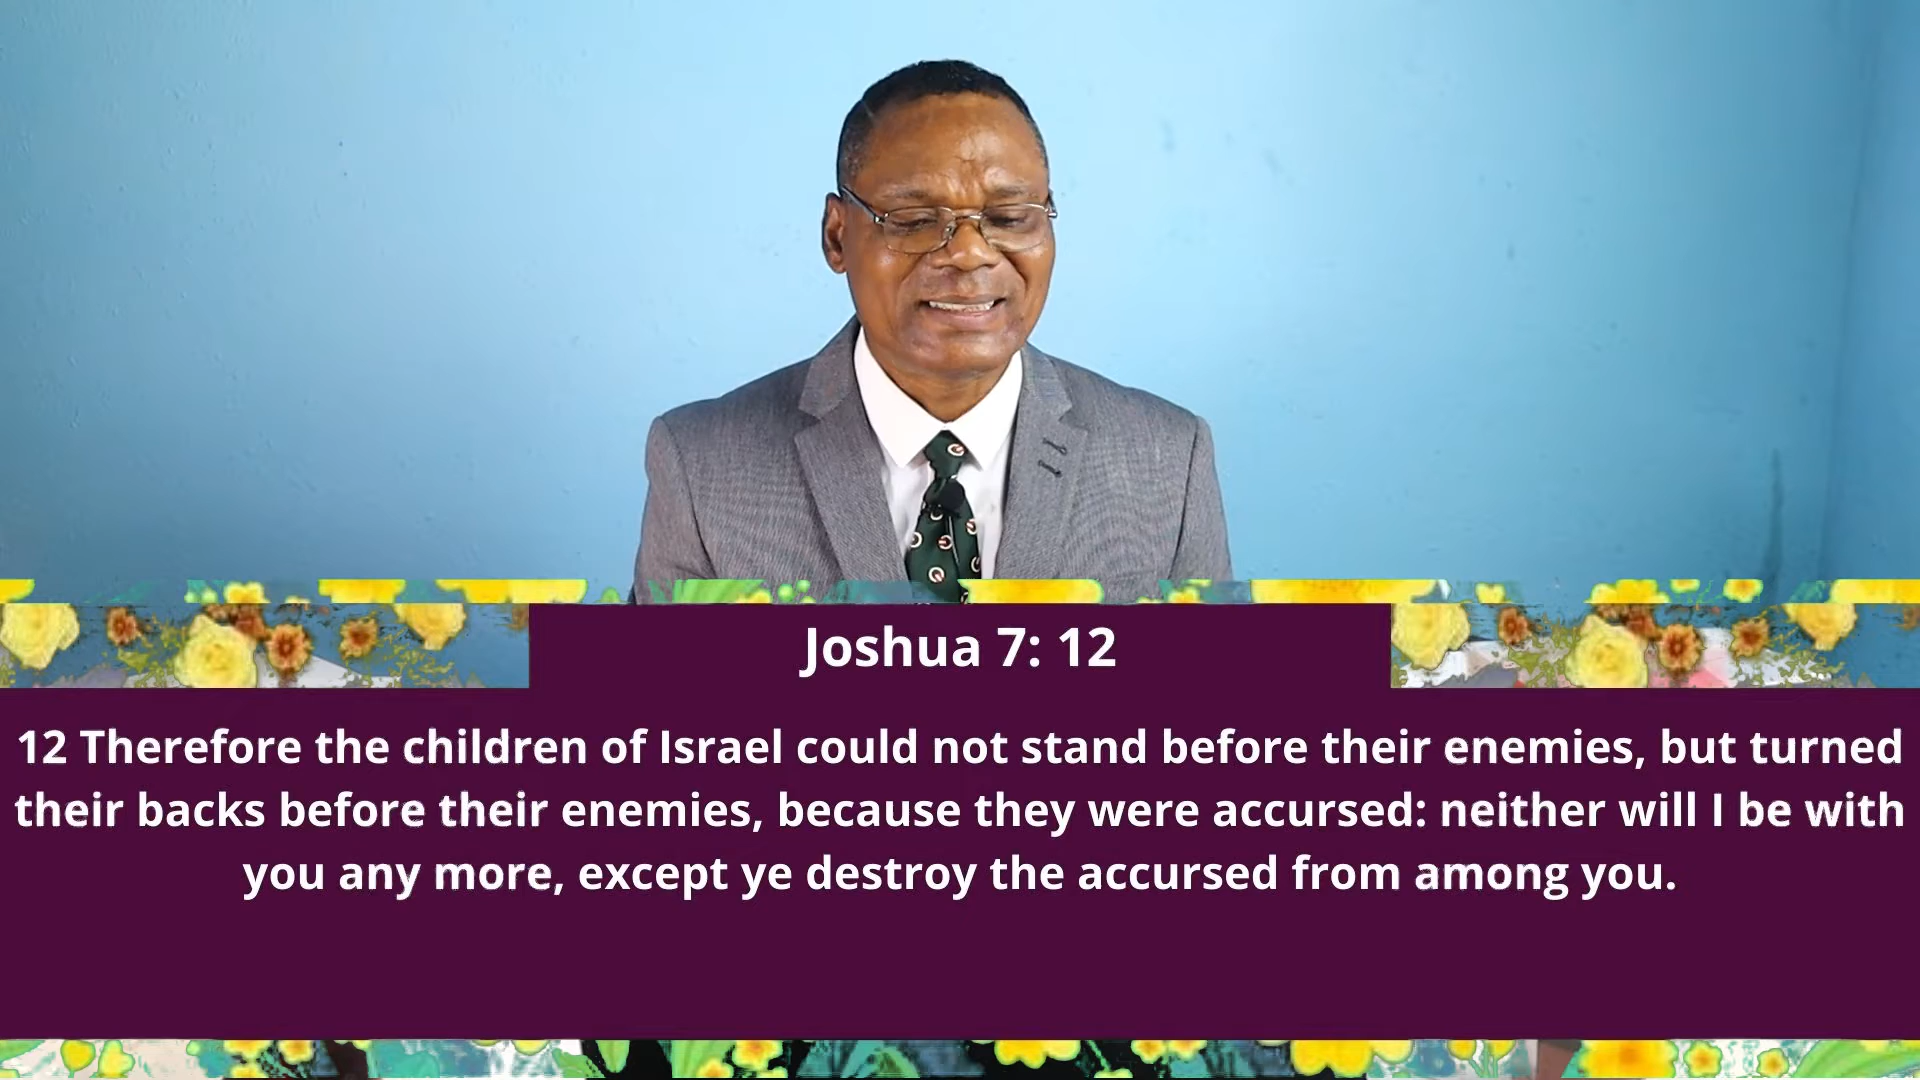 Joshua 7: 12
12 Therefore the children of Israel could not stand before their enemies, but turned
their backs before their enemies, because they were accursed: neither will I be with
you any more, except ye destroy the accursed from among you.